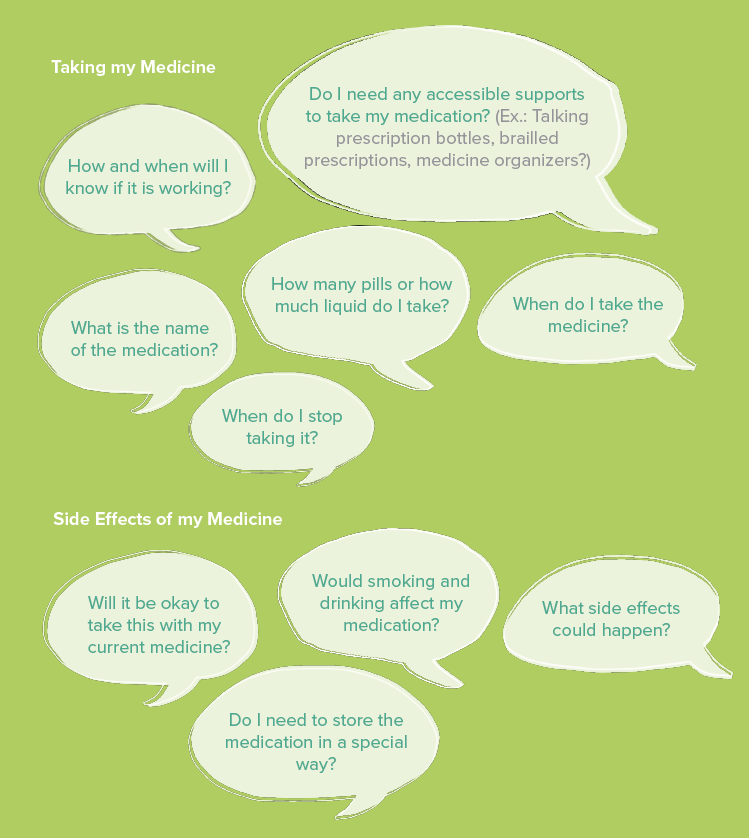 Taking my Medicine
Do I need any accessible supports
to take my medication? (Ex.: Talking
prescription bottles, brailled
prescriptions, medicine organizers?)
How and when will I
know if it is working?
How many pills or how
much liquid do I take?
When do I take the
medicine?
What is the name
of the medication?
When do I stop
taking it?
Side Effects of my Medicine
Will it be okay to
take this with my
current medicine?
Would smoking and
drinking affect my
medication?
What side effects
could happen?
Do I need to store the
medication in a special
way?